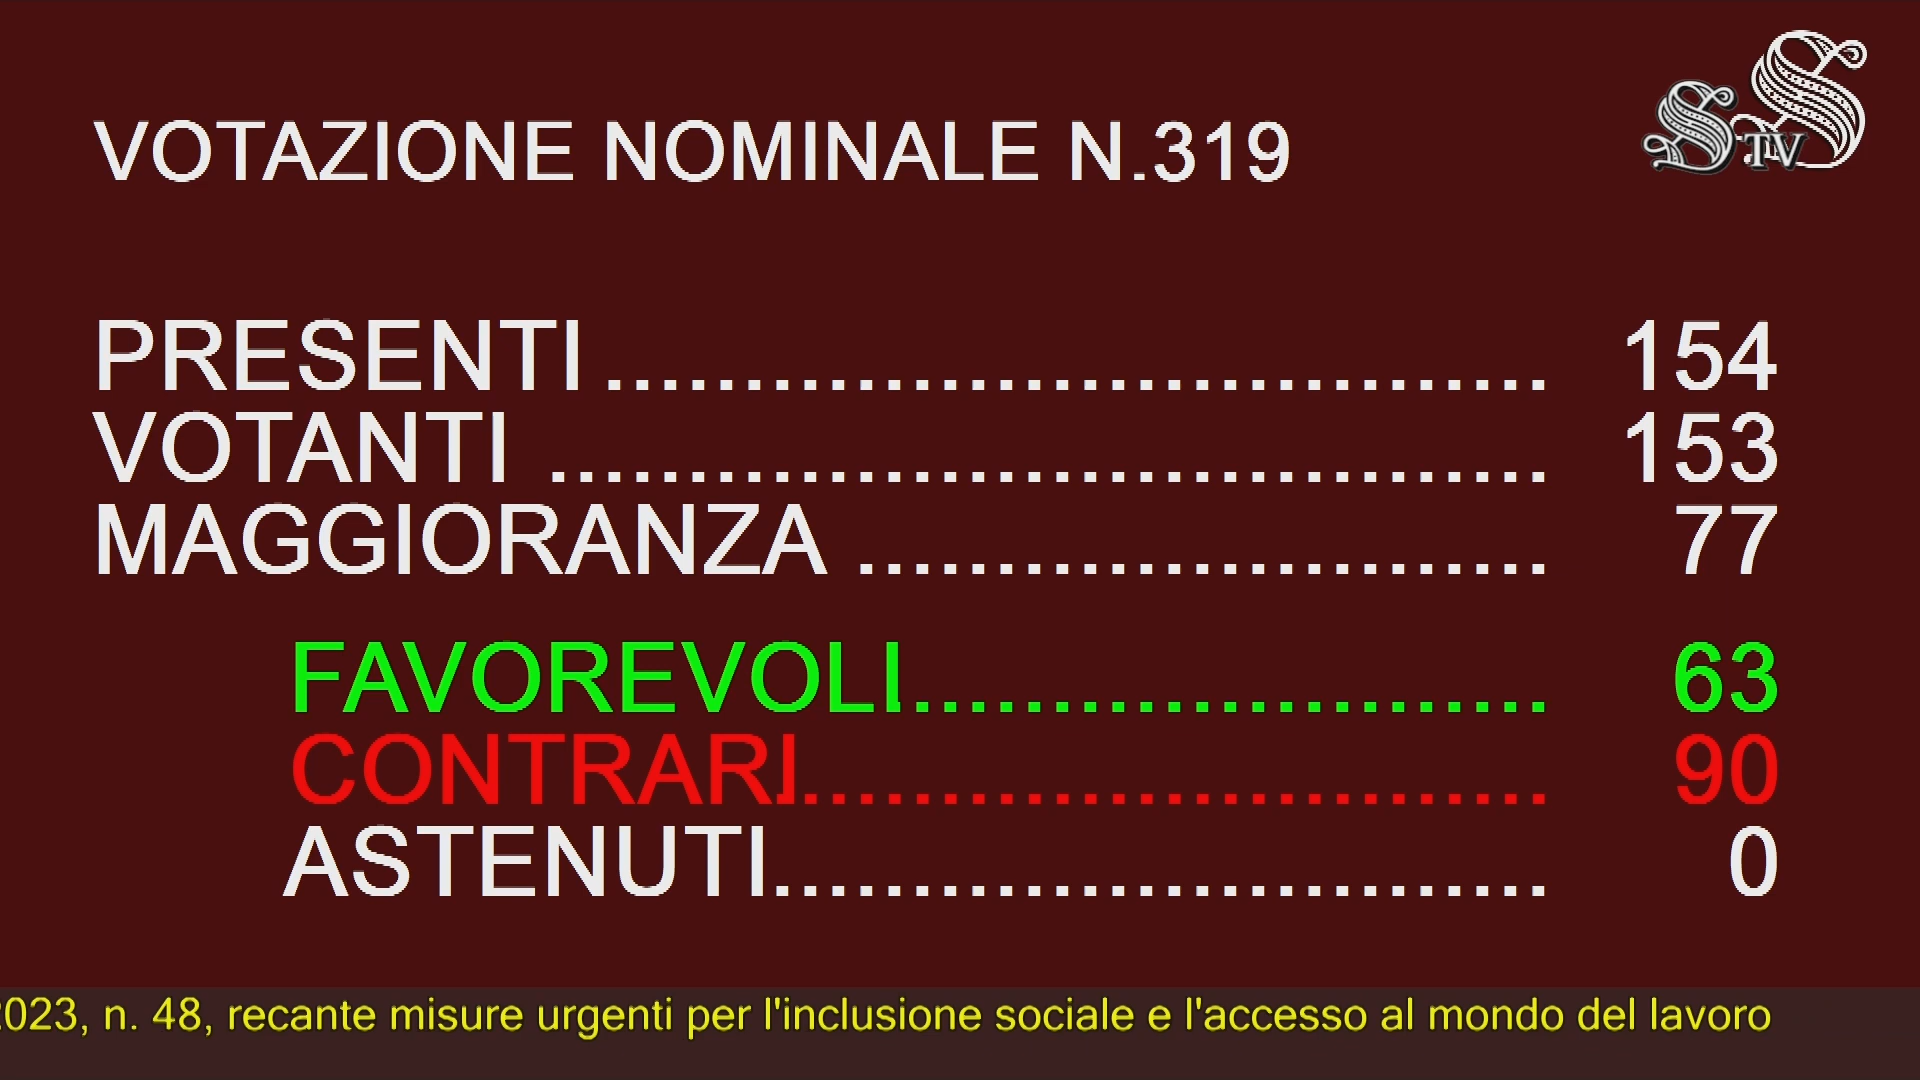 VOTAZIONE NOMINALE N.319
S TV S
PRESENTI .................................. 154
VOTANTI .................................... 153
MAGGIORANZA ......................... 77
FAVOREVOLI....................... 63
CONTRARI........................... 90
ASTENUTI............................ 0
2023, n. 48, recante misure urgenti per l'inclusione sociale e l'accesso al mondo del lavoro